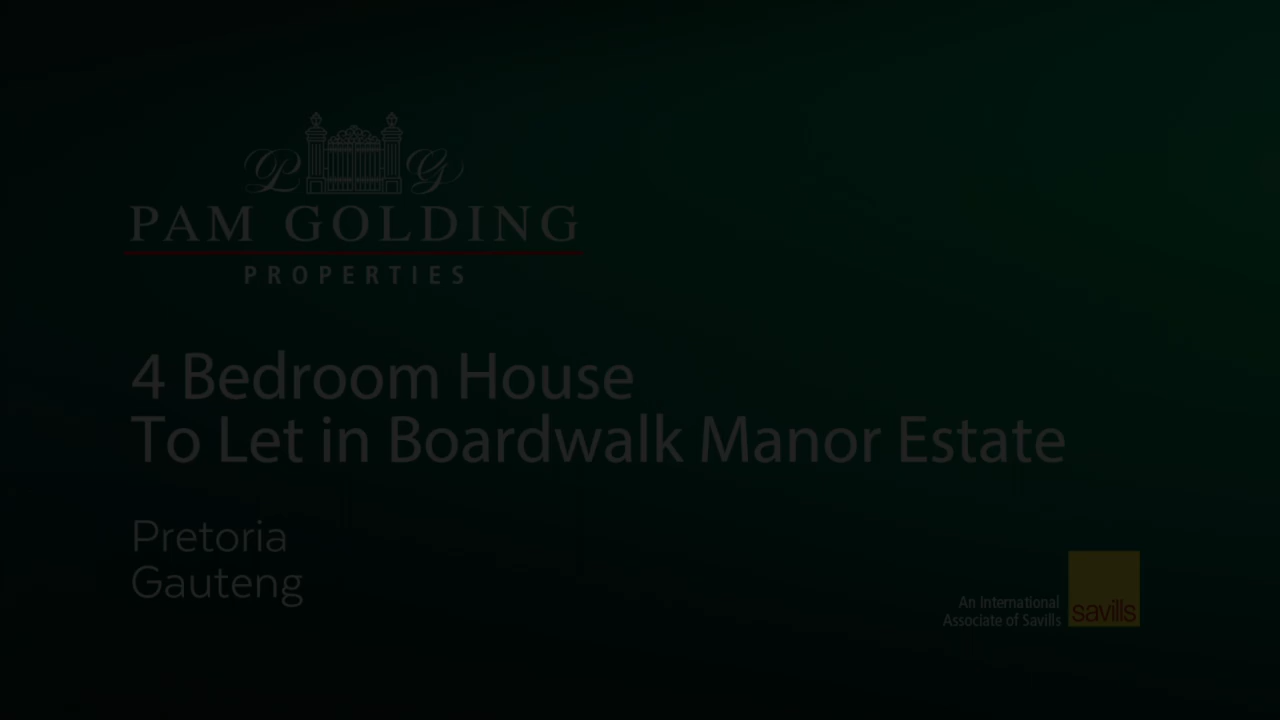 P G
PAM GOLDING
PROPERTIES
4 Bedroom House
To Let in Boardwalk Manor Estate
Pretoria
Gauteng
An International
Associate of Savills
savills